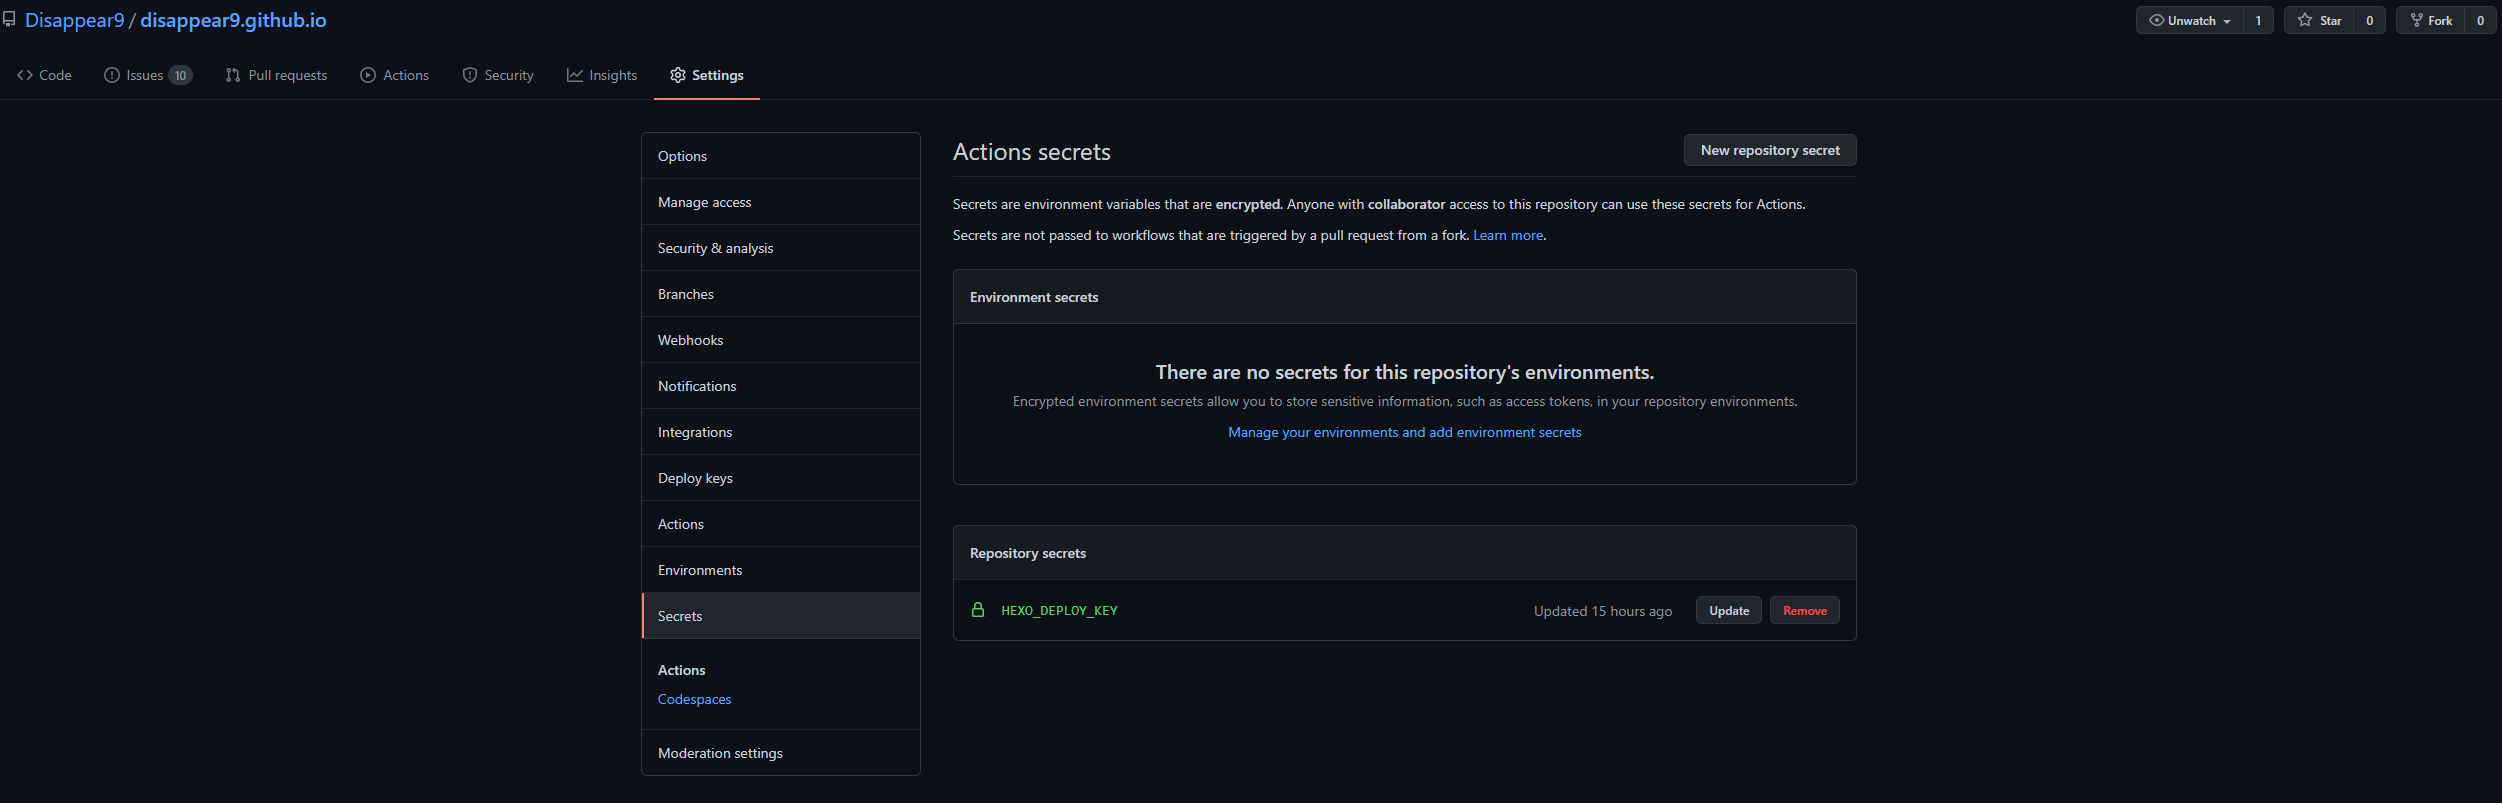 Disappear9 / disappear9.github.io
Unwatch 1 Star 0 Fork 0
Code Issues 10 Pull requests Actions Security Insights Settings
Options
Manage access
Security & analysis
Branches
Webhooks
Notifications
Integrations
Deploy keys
Actions
Environments
Secrets
Actions
Codespaces
Moderation settings
Actions secrets
New repository secret
Secrets are environment variables that are encrypted. Anyone with collaborator access to this repository can use these secrets for Actions.
Secrets are not passed to workflows that are triggered by a pull request from a fork. Learn more.
Environment secrets
There are no secrets for this repository's environments.
Encrypted environment secrets allow you to store sensitive information, such as access tokens, in your repository environments.
Manage your environments and add environment secrets
Repository secrets
HEXO_DEPLOY_KEY Updated 15 hours ago Update Remove